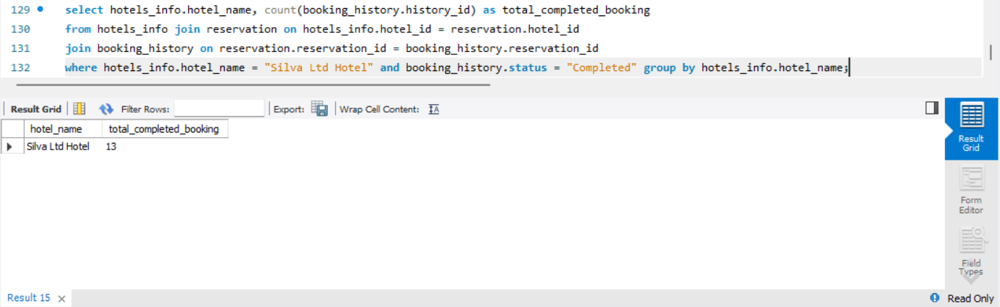 129 select hotels_info.hotel_name, count(booking_history.history_id) as total_completed_booking
130 from hotels_info join reservation on hotels_info.hotel_id = reservation.hotel_id
131 join booking_history on reservation.reservation_id = booking_history.reservation_id
132 where hotels_info.hotel_name = "Silva Ltd Hotel" and booking_history.status = "Completed" group by hotels_info.hotel_name;
Result Grid Filter Rows: Export: Wrap Cell Content: IA
hotel_name total_completed_booking
Silva Ltd Hotel 13
Result
Grid
Form
Editor
Field
Types
Result 15 × Read Only